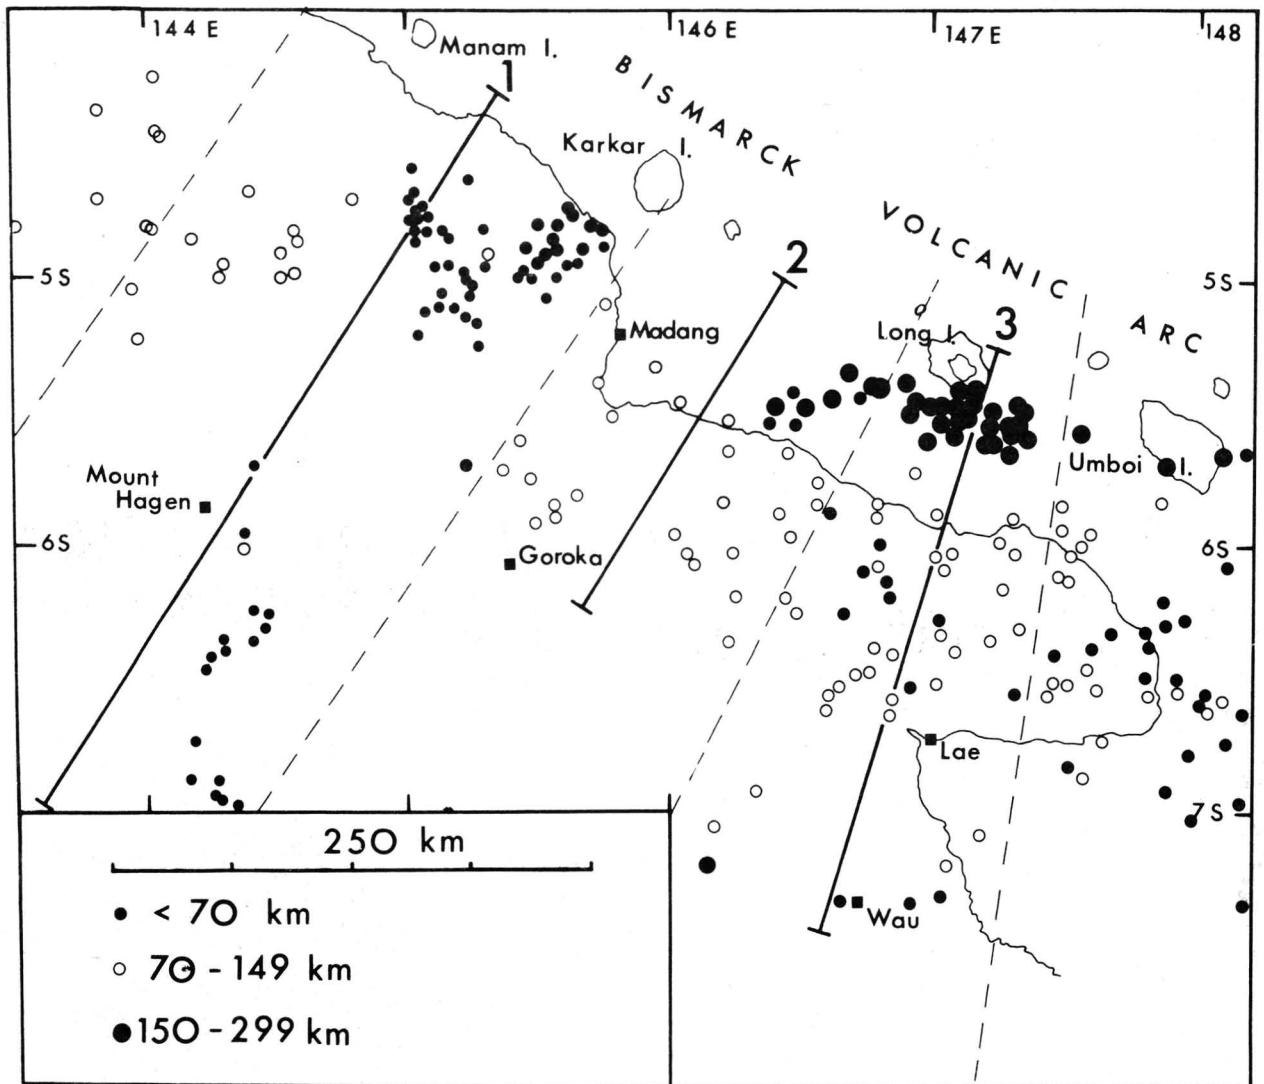 144 E
146 E
147 E
148
Manam I.
1
BISMARCK
Karkar I.
VOLCANIC
2
5S
5S
ARC
Long I.
3
Madang
Mount
Hagen
Umboi I.
6S
6S
Goroka
Lae
7S
250 km
< 70 km
Wau
70 - 149 km
150 - 299 km